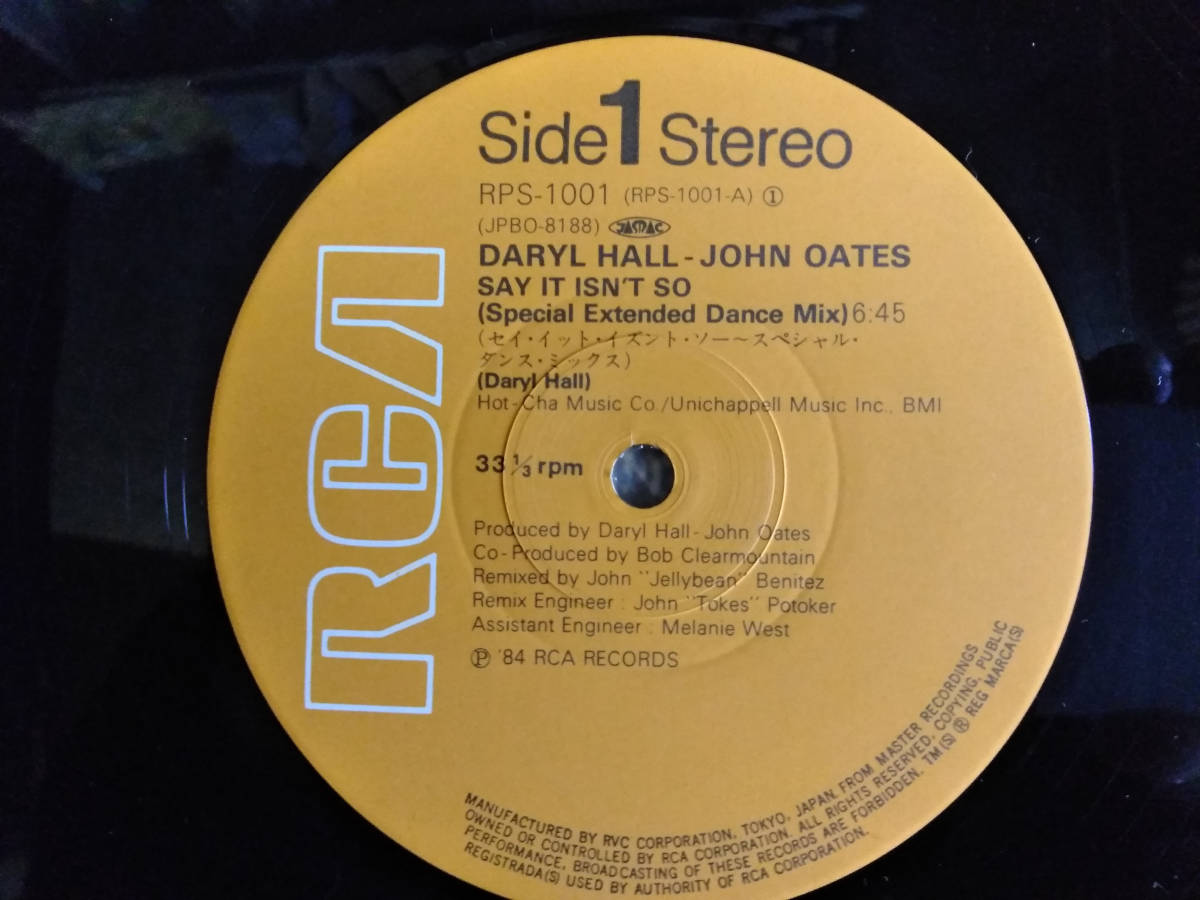 RCA
Side 1 Stereo
RPS-1001 (RPS-1001-A) ①
(JPBO-8188) JASRAC
DARYL HALL - JOHN OATES
SAY IT ISN'T SO
(Special Extended Dance Mix) 6:45
(セイ・イット・イズント・ソー～スペシャル・
ダンス・ミックス)
(Daryl Hall)
Hot-Cha Music Co./Unichappell Music Inc., BMI
33 1/3 rpm
Produced by Daryl Hall - John Oates
Co-Produced by Bob Clearmountain
Remixed by John "Jellybean" Benitez
Remix Engineer : John "Tokes" Potoker
Assistant Engineer : Melanie West
Ⓟ '84 RCA RECORDS
MANUFACTURED BY RVC CORPORATION, TOKYO, JAPAN, FROM MASTER RECORDINGS
OWNED OR CONTROLLED BY RCA CORPORATION. ALL RIGHTS RESERVED, COPYING, PUBLIC
PERFORMANCE, BROADCASTING OF THESE RECORDS ARE FORBIDDEN. TM(S) ® REG MARCA(S)
REGISTRADA(S) USED BY AUTHORITY OF RCA CORPORATION.